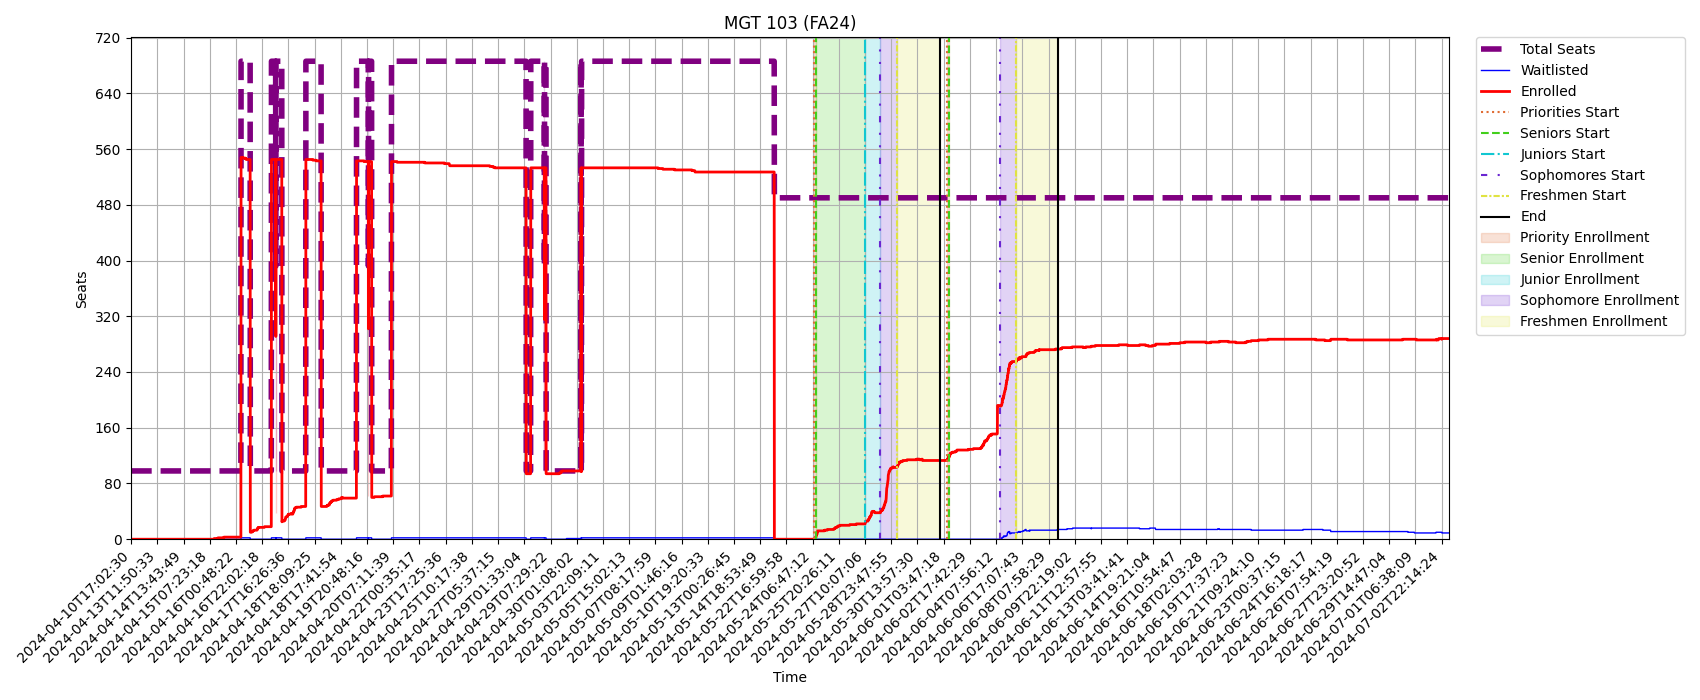 MGT 103 (FA24)
720
640
560
480
400
320
240
160
80
0
Seats
2024-04-10T17:02:30
2024-04-13T11:50:33
2024-04-14T13:43:49
2024-04-15T07:23:18
2024-04-16T00:48:22
2024-04-16T22:02:18
2024-04-17T16:26:36
2024-04-18T18:09:25
2024-04-18T17:41:54
2024-04-19T20:48:16
2024-04-20T07:11:39
2024-04-22T00:35:17
2024-04-23T17:25:36
2024-04-25T10:17:38
2024-04-27T05:37:15
2024-04-29T01:33:04
2024-04-29T07:29:22
2024-04-30T01:08:02
2024-05-03T22:09:11
2024-05-05T15:02:13
2024-05-07T08:17:59
2024-05-09T01:46:16
2024-05-10T19:20:33
2024-05-13T00:26:45
2024-05-14T18:53:49
2024-05-22T16:59:58
2024-05-24T06:47:12
2024-05-25T20:26:11
2024-05-27T10:07:06
2024-05-28T23:47:55
2024-05-30T13:57:30
2024-06-01T03:47:18
2024-06-02T17:42:29
2024-06-04T07:56:12
2024-06-06T17:07:43
2024-06-08T07:58:29
2024-06-09T22:19:02
2024-06-11T12:57:55
2024-06-13T03:41:41
2024-06-14T19:21:04
2024-06-16T10:54:47
2024-06-18T02:03:28
2024-06-19T17:37:23
2024-06-21T09:24:10
2024-06-23T00:37:15
2024-06-24T16:18:17
2024-06-26T07:54:19
2024-06-27T23:20:52
2024-06-29T14:47:04
2024-07-01T06:38:09
2024-07-02T22:14:24
Time
Total Seats
Waitlisted
Enrolled
Priorities Start
Seniors Start
Juniors Start
Sophomores Start
Freshmen Start
End
Priority Enrollment
Senior Enrollment
Junior Enrollment
Sophomore Enrollment
Freshmen Enrollment